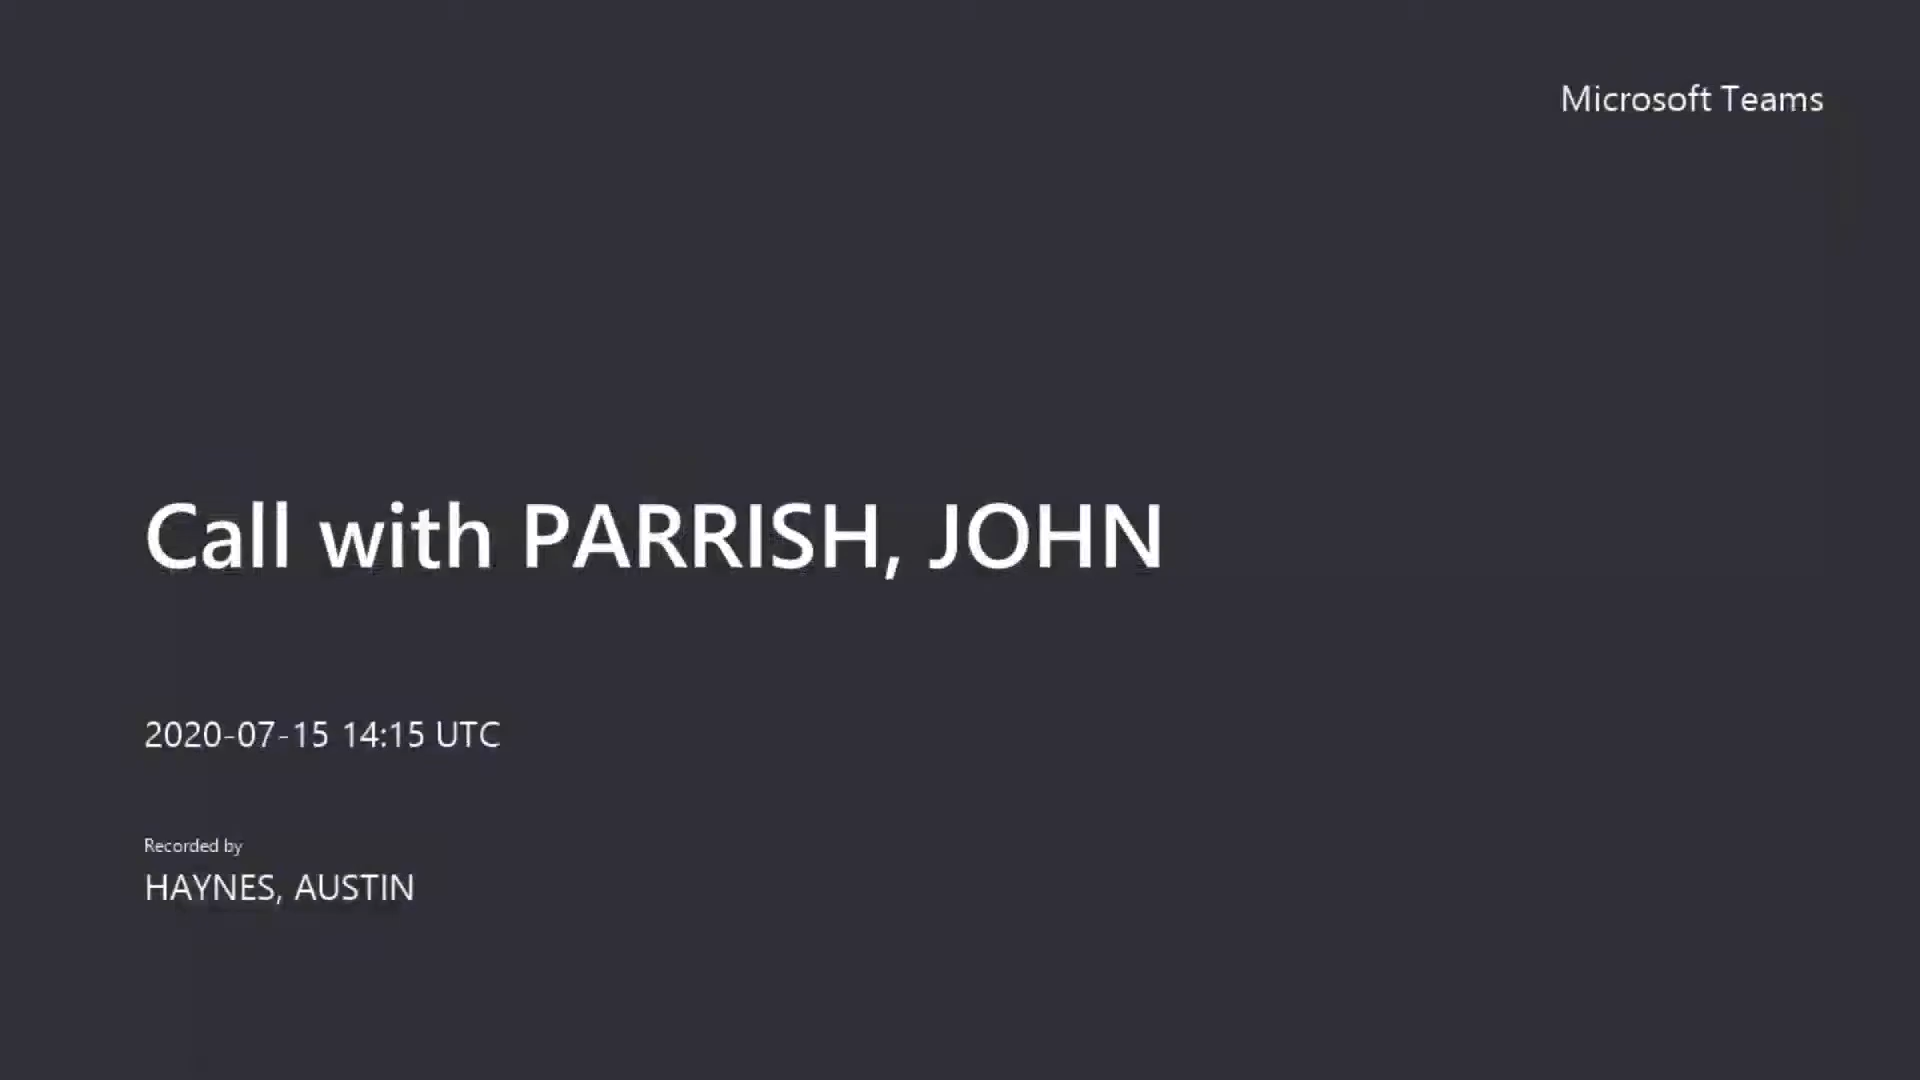 Microsoft Teams
Call with PARRISH, JOHN
2020-07-15 14:15 UTC
Recorded by
HAYNES, AUSTIN